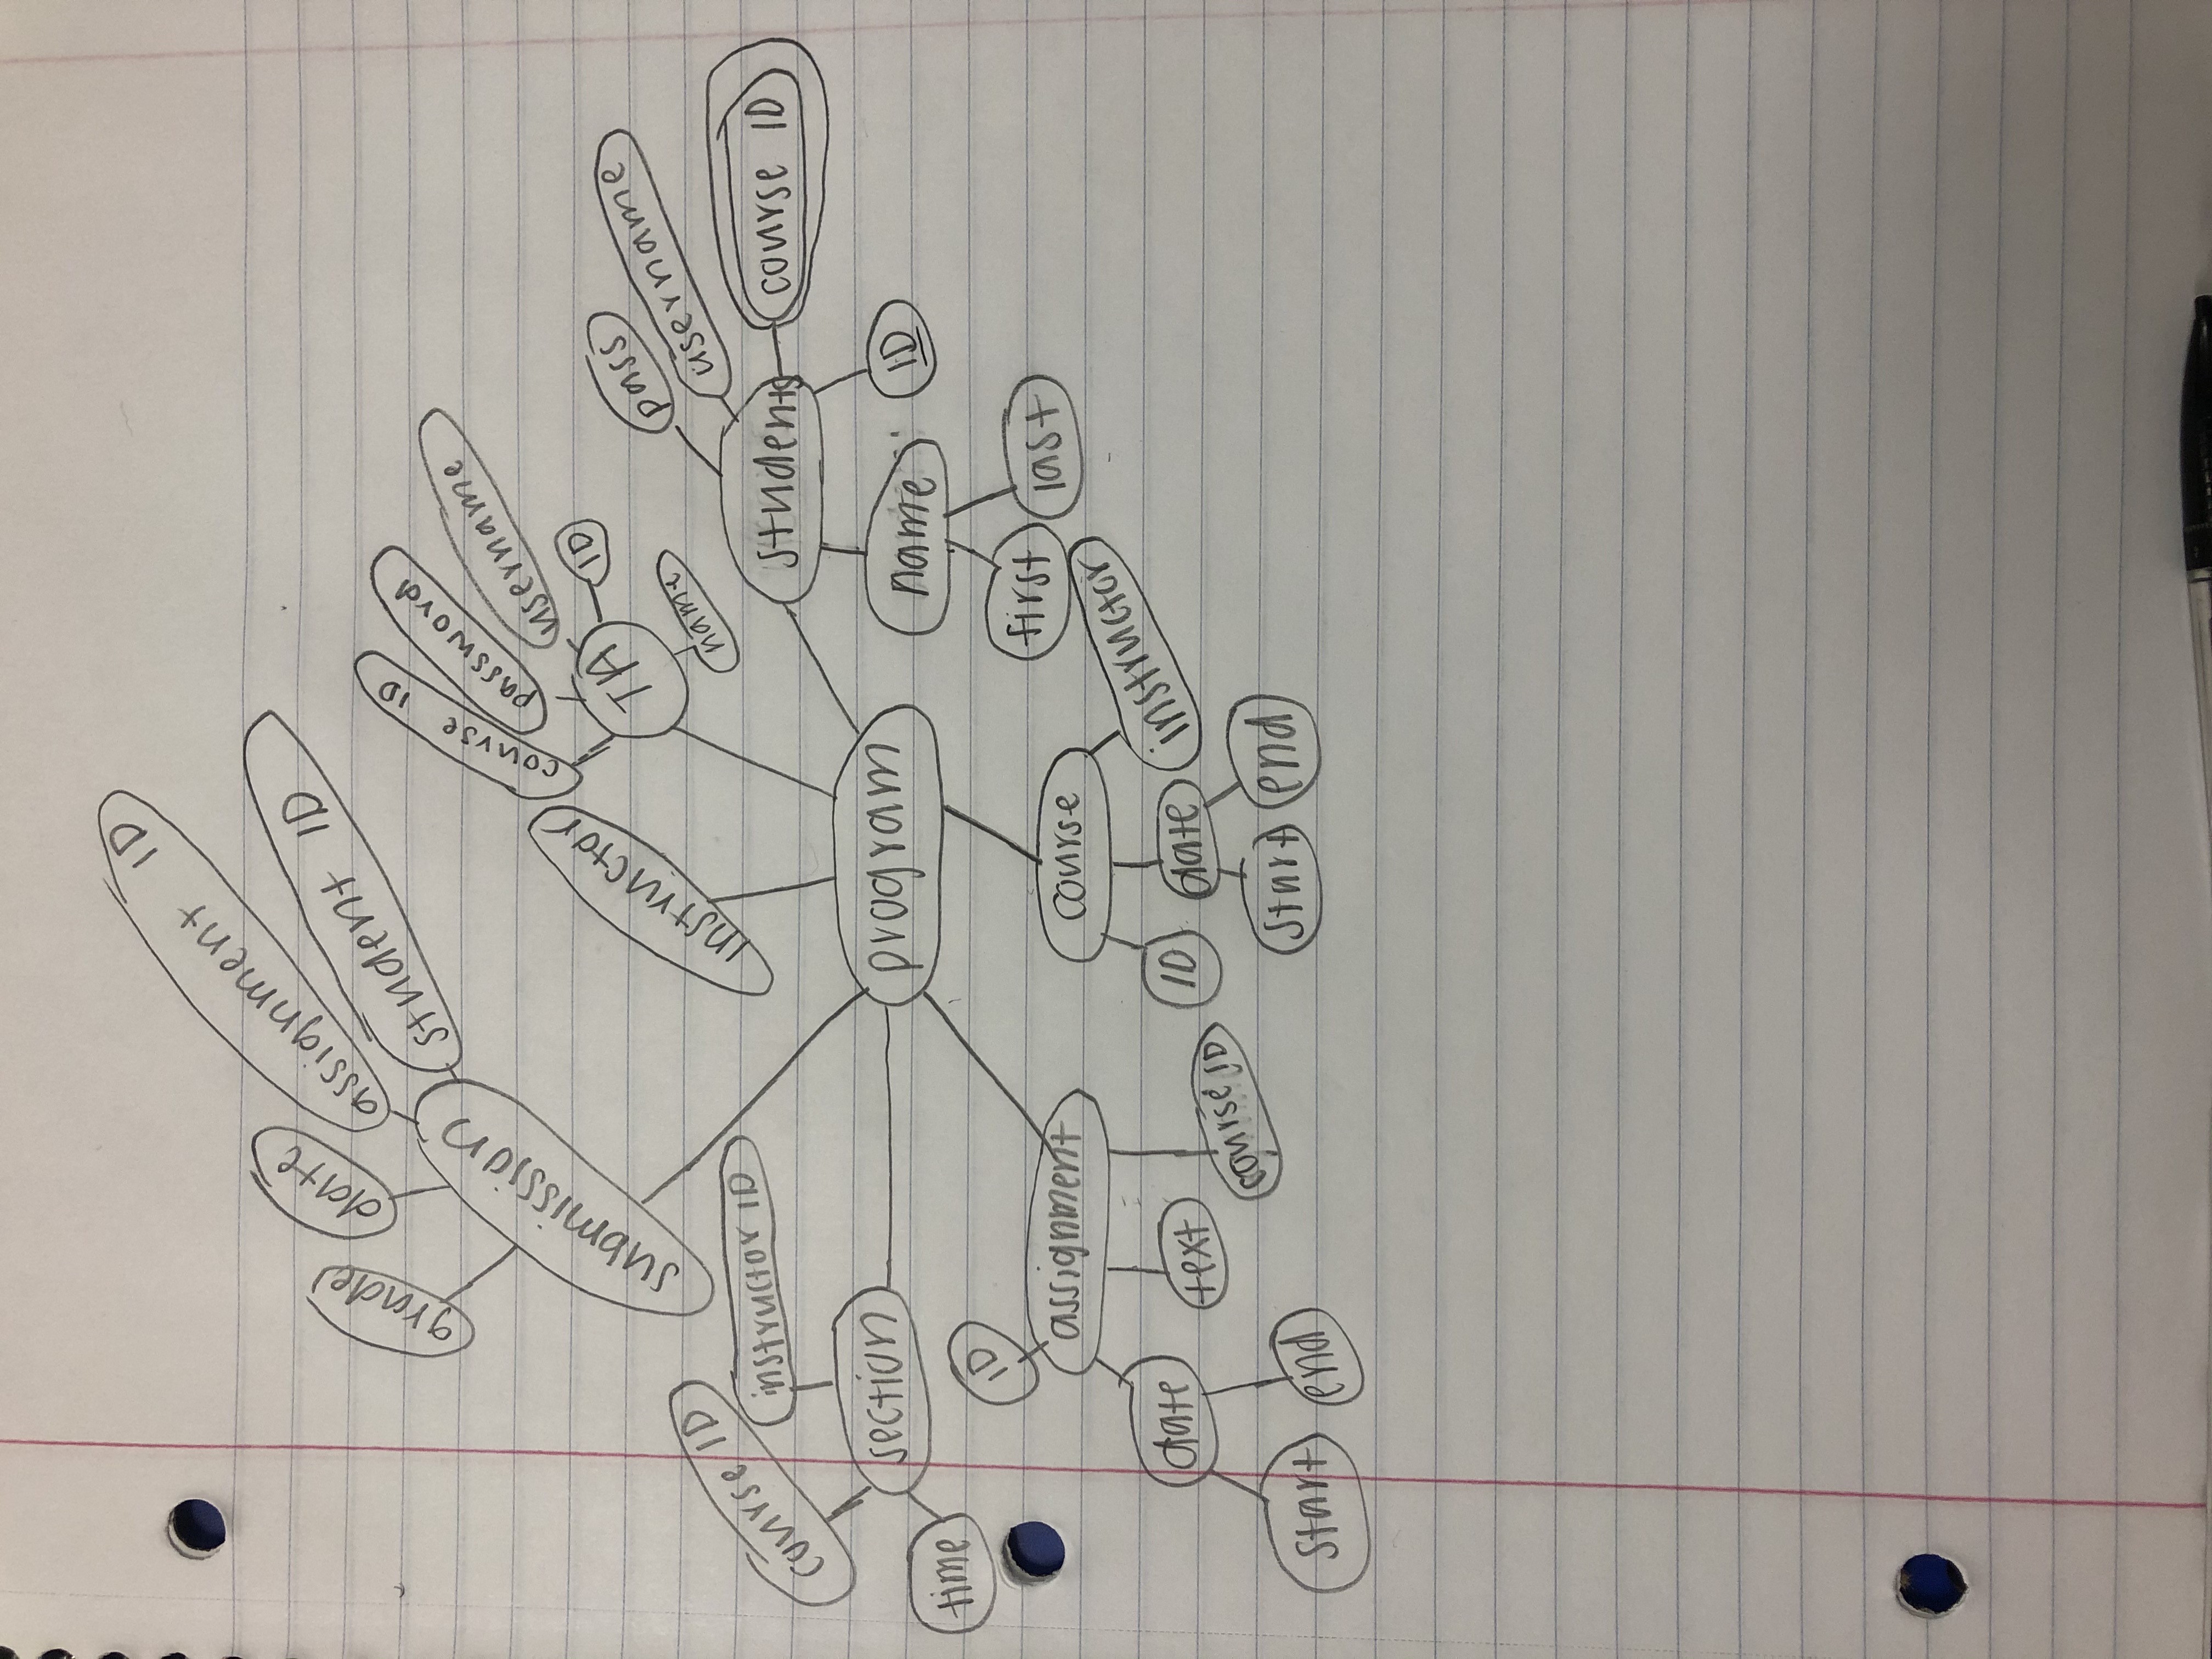 grade
date
assignment ID
student ID
submission
instructor
course ID
password
username
ID
TA
name
pass
username
students
course ID
name
ID
first
last
course ID
instructor ID
section
time
program
ID
assignment
date
text
course ID
start
end
course
ID
date
instructor
start
end